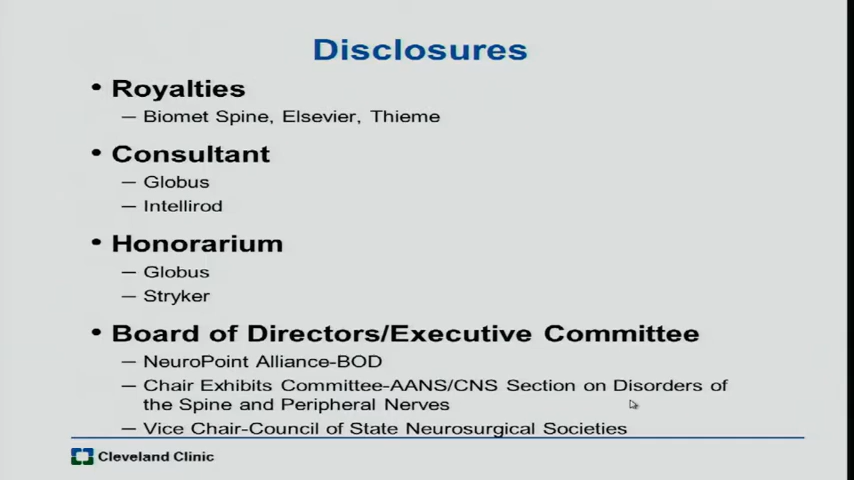 Disclosures
• Royalties
– Biomet Spine, Elsevier, Thieme
• Consultant
– Globus
– Intellirod
• Honorarium
– Globus
– Stryker
• Board of Directors/Executive Committee
– NeuroPoint Alliance-BOD
– Chair Exhibits Committee-AANS/CNS Section on Disorders of
the Spine and Peripheral Nerves
– Vice Chair-Council of State Neurosurgical Societies
Cleveland Clinic